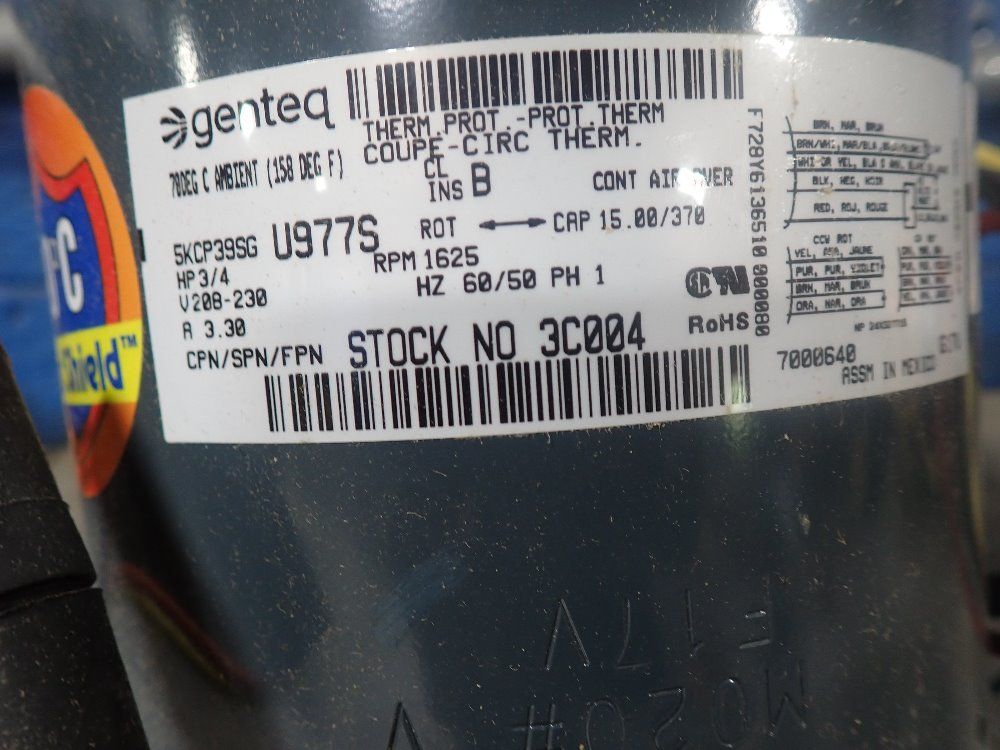 genteq
THERM.PROT.-PROT.THERM
COUPE-CIRC THERM.
70DEG C AMBIENT (158 DEG F)
CL
INS B
CONT AIR OVER
5KCP39SG U977S
ROT CAP 15.00/370
HP 3/4
RPM 1625
V 208-230
HZ 60/50 PH 1
A 3.30
RoHS
CPN/SPN/FPN
STOCK NO 3C004
F728Y6136510 000080
BRN, MAR, BRUN
BLK, NEG, NOIR
RED, ROJ, ROUGE
CCW ROT
VEL, AMA, JAUNE
PUR, PUR, VIOLET
BRN, MAR, BRUN
ORA, NAR, ORA
7000640
ASSM IN MEXICO
C
Shield™
F17V
MO20#